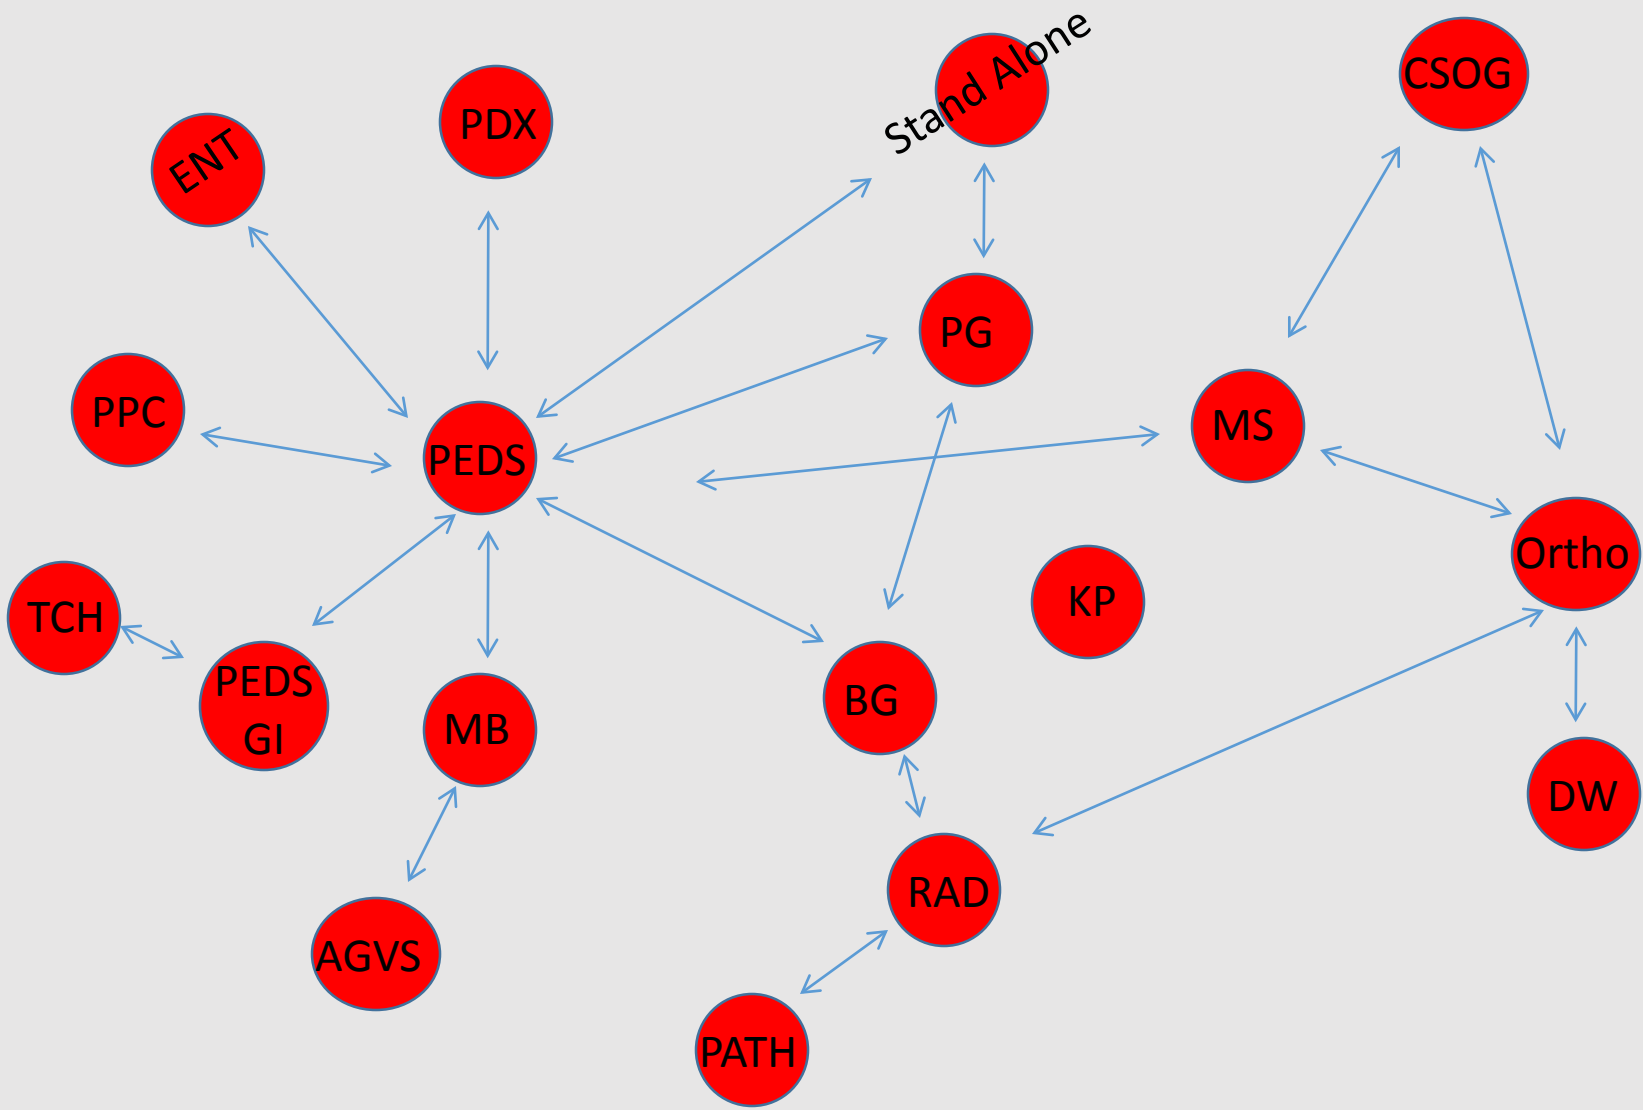 CSOG
Stand Alone
PDX
ENT
PG
PPC
MS
PEDS
Ortho
KP
TCH
PEDS
GI
BG
MB
DW
RAD
AGVS
PATH